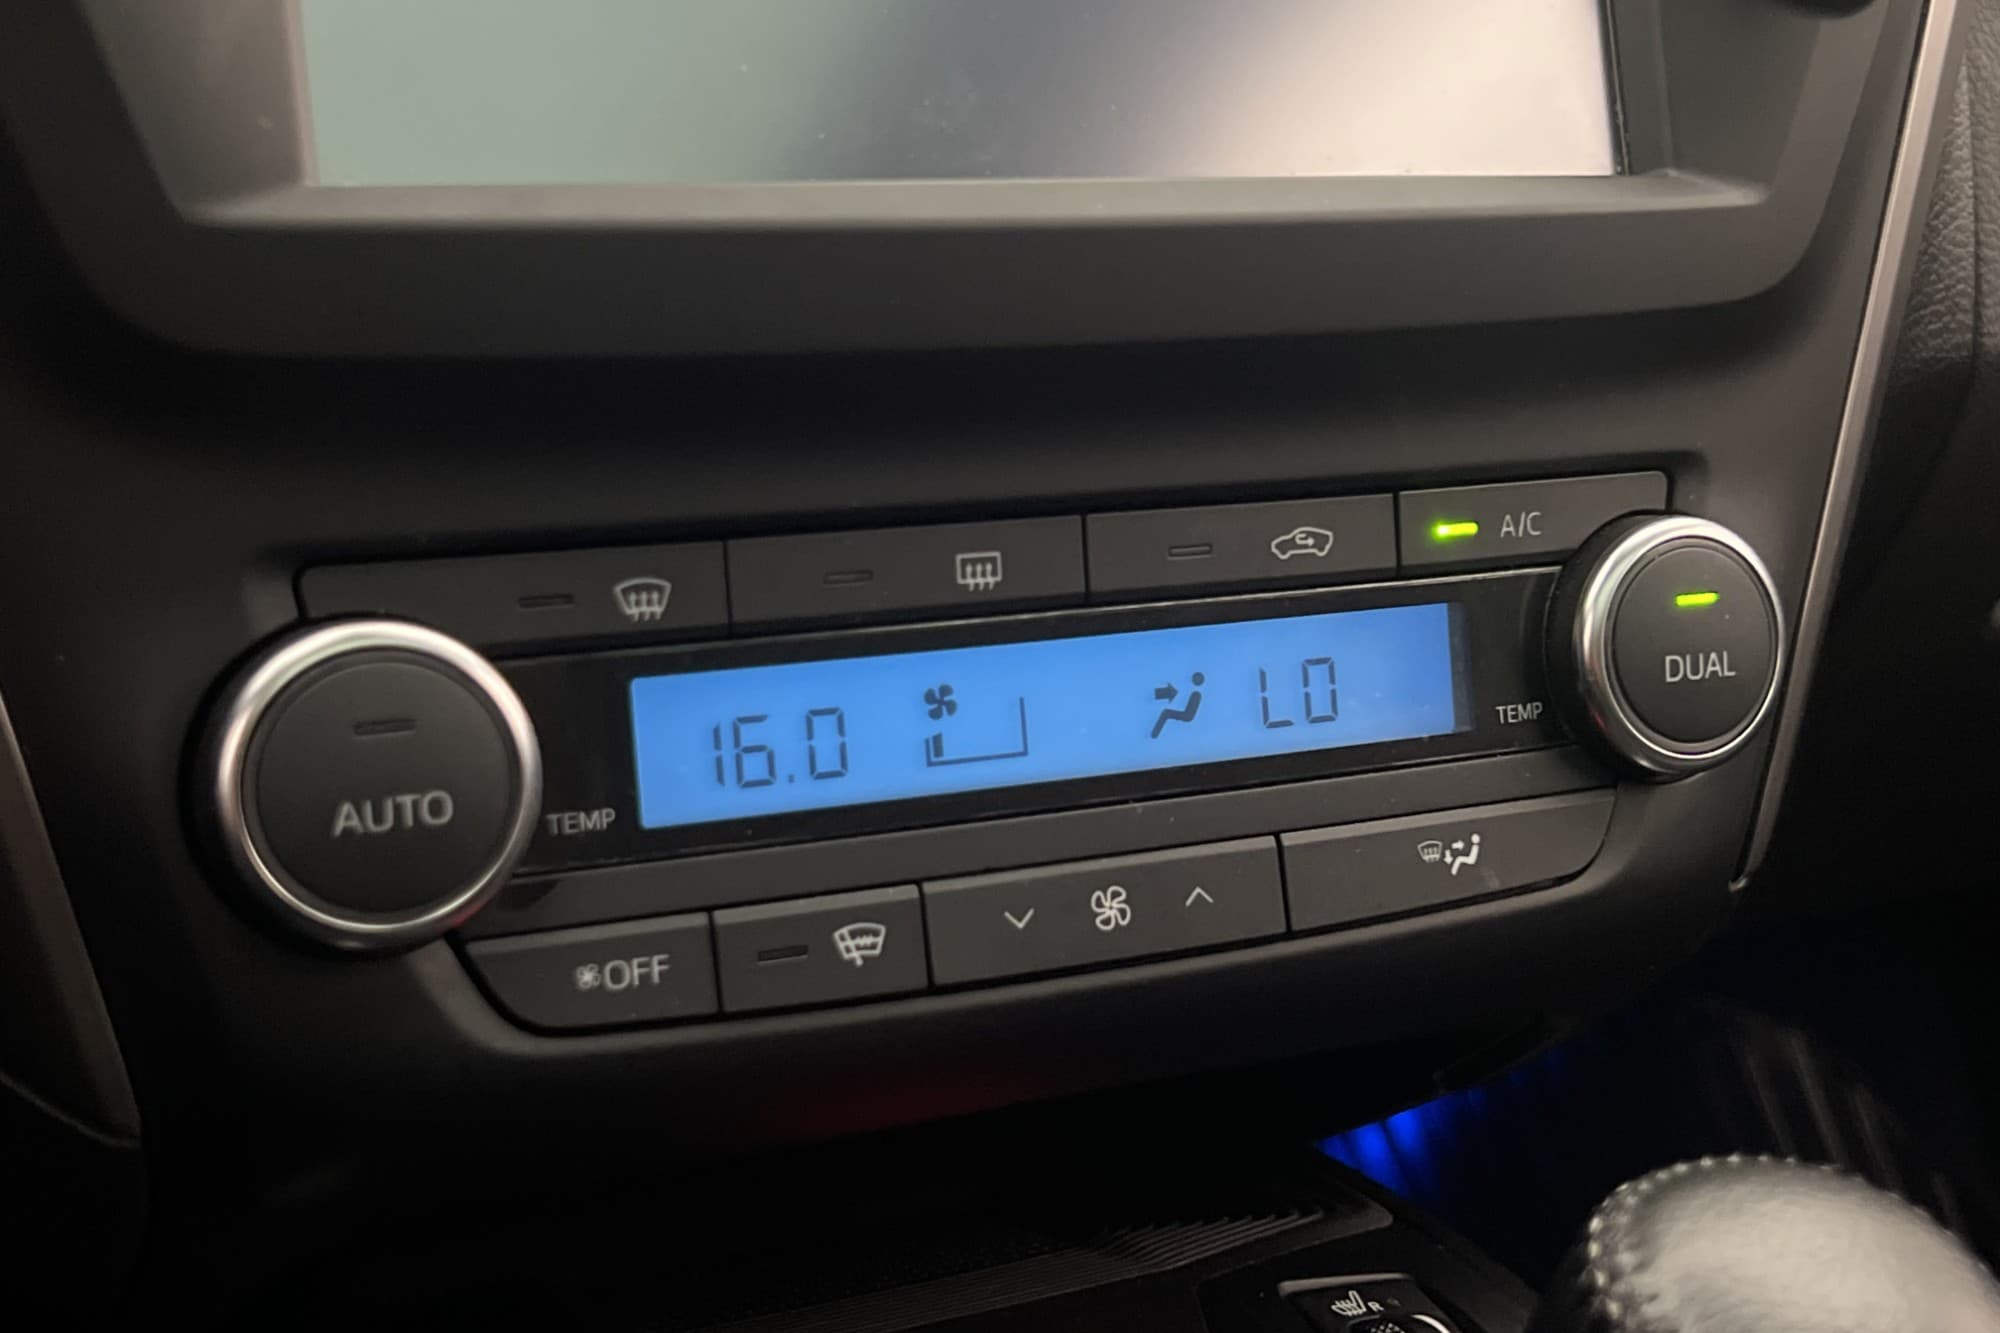 A/C
DUAL
16.0
LO
TEMP
AUTO
TEMP
OFF
R